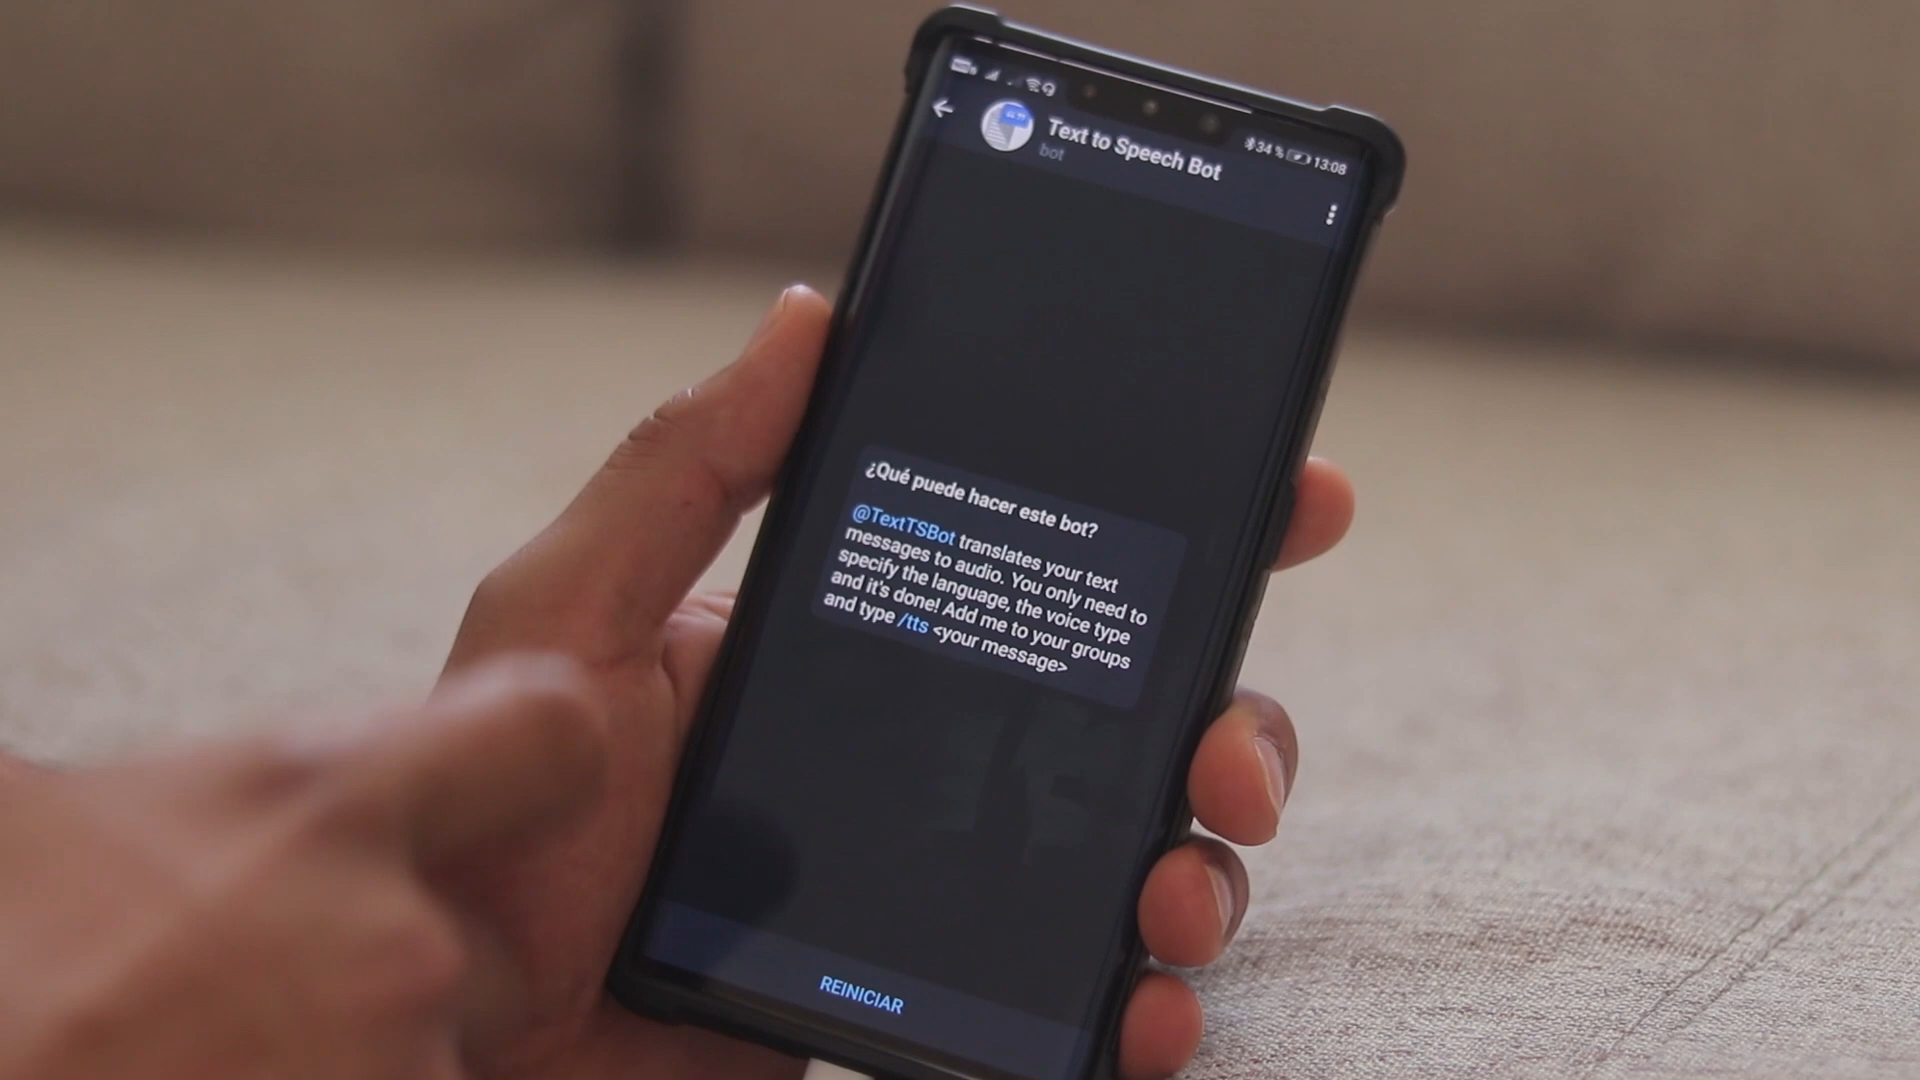 34 % 13:08
Text to Speech Bot
bot
¿Qué puede hacer este bot?
@TextTSBot translates your text
messages to audio. You only need to
specify the language, the voice type
and it's done! Add me to your groups
and type /tts <your message>
REINICIAR